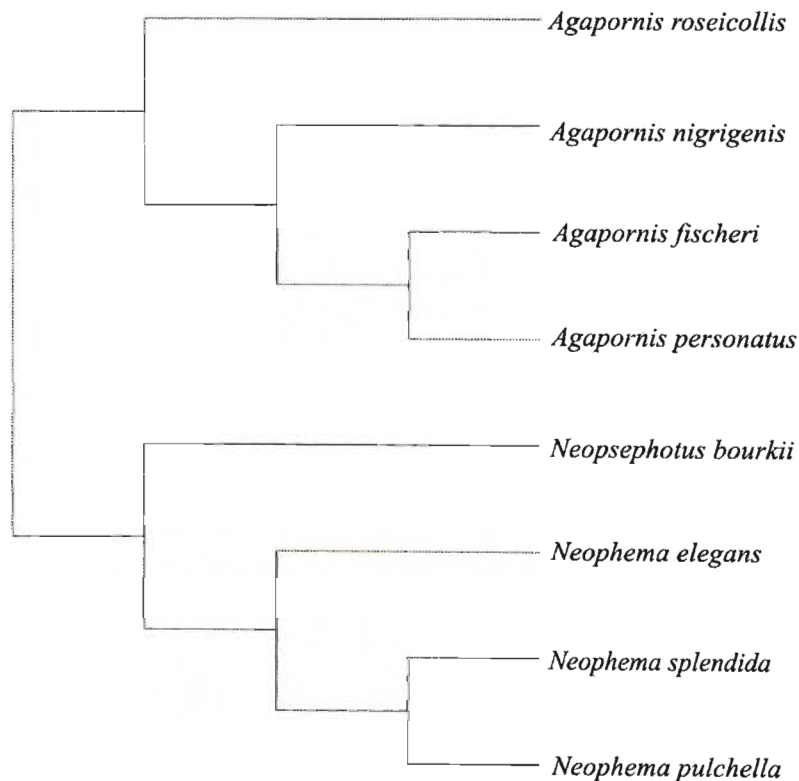 Agapornis roseicollis
Agapornis nigrigenis
Agapornis fischeri
Agapornis personatus
Neopsephotus bourkii
Neophema elegans
Neophema splendida
Neophema pulchella